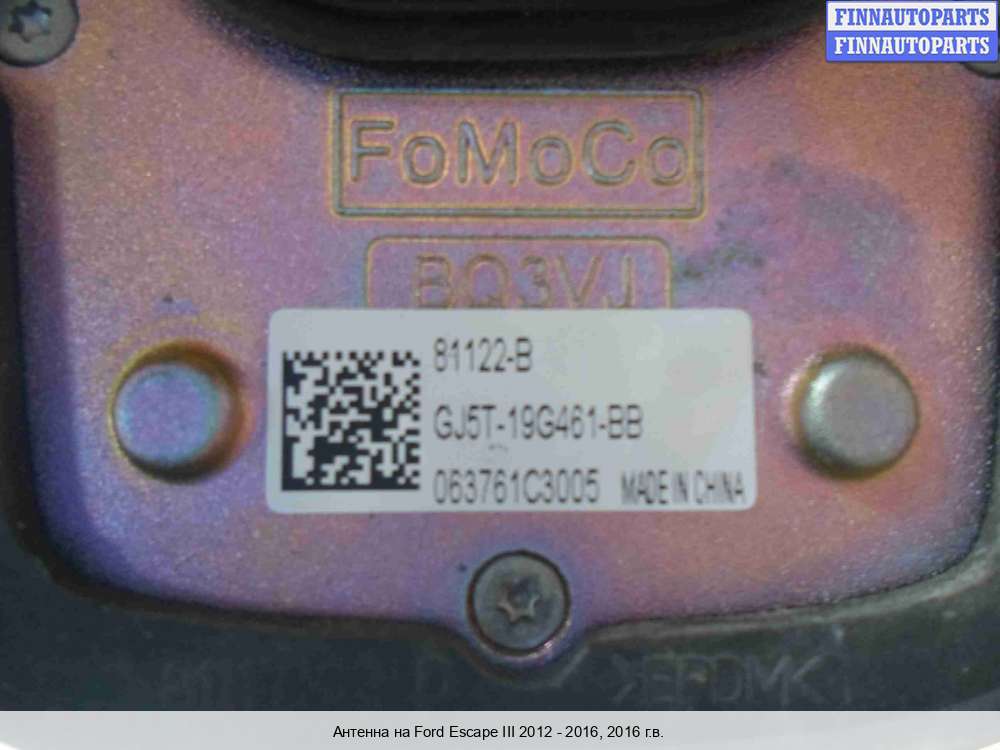 FINNAUTOPARTS
FINNAUTOPARTS
FoMoCo
BQ3VJ
81122-B
GJ5T-19G461-BB
063761C3005 MADE IN CHINA
>EPDM<
Антенна на Ford Escape III 2012 - 2016, 2016 г.в.